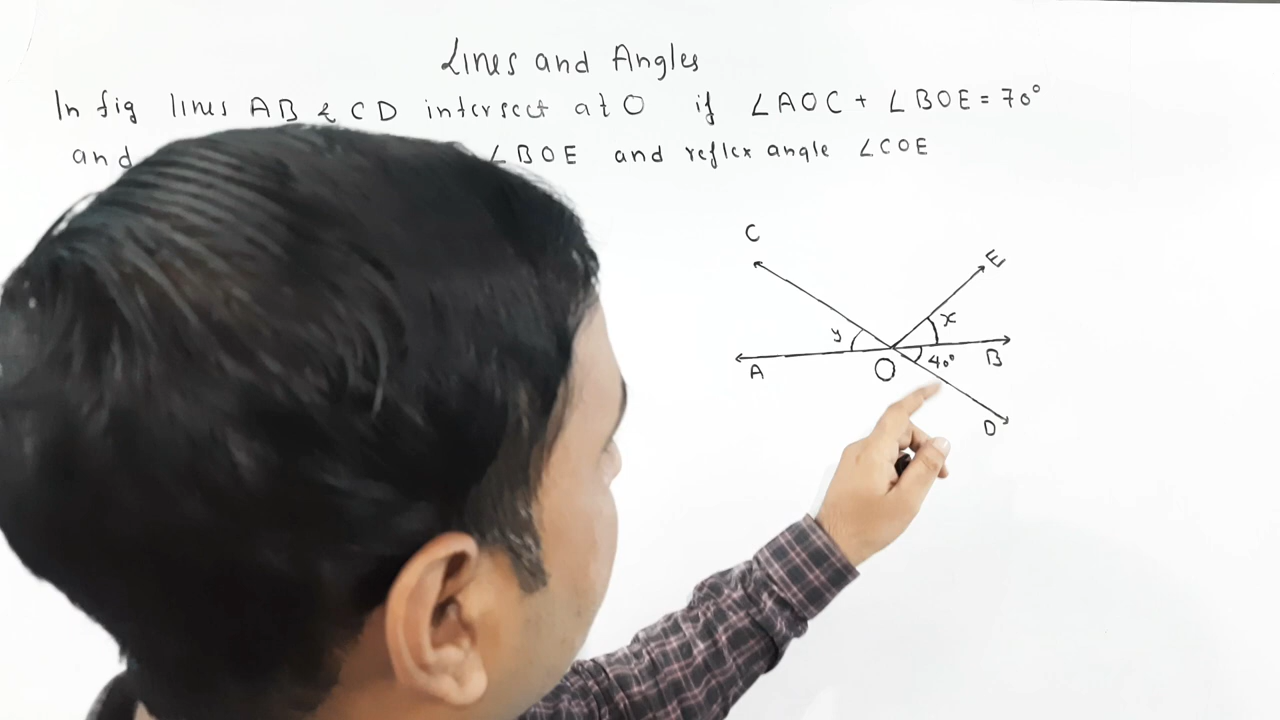 Lines and Angles
In fig lines AB & CD intersect at O if ∠AOC + ∠BOE = 70°
and ∠BOE and reflex angle ∠COE
C
E
y
x
A
O
40°
B
D